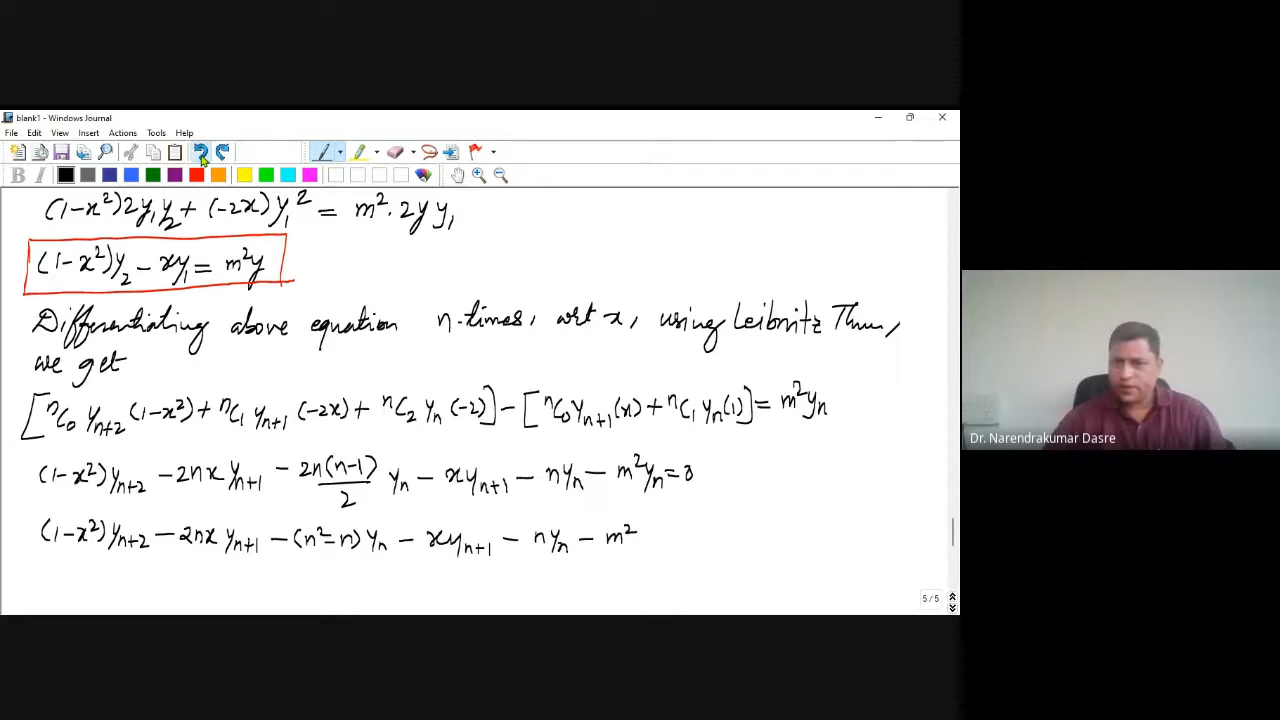 blank1 - Windows Journal
File Edit View Insert Actions Tools Help
B I
(1-x²)2y₁y₂ + (-2x)y₁² = m²·2yy₁
(1-x²)y₂ - xy₁ = m²y
Differentiating above equation n-times, wrt x, using Leibnitz Thm,
we get
[ⁿC₀ yₙ₊₂ (1-x²) + ⁿC₁ yₙ₊₁ (-2x) + ⁿC₂ yₙ (-2)] - [ⁿC₀ yₙ₊₁ (x) + ⁿC₁ yₙ (1)] = m²yₙ
(1-x²)yₙ₊₂ - 2nx yₙ₊₁ - 2n(n-1)/2 yₙ - xyₙ₊₁ - nyₙ - m²yₙ = 0
(1-x²)yₙ₊₂ - 2nx yₙ₊₁ - (n²-n)yₙ - xyₙ₊₁ - nyₙ - m²
5 / 5
Dr. Narendrakumar Dasre